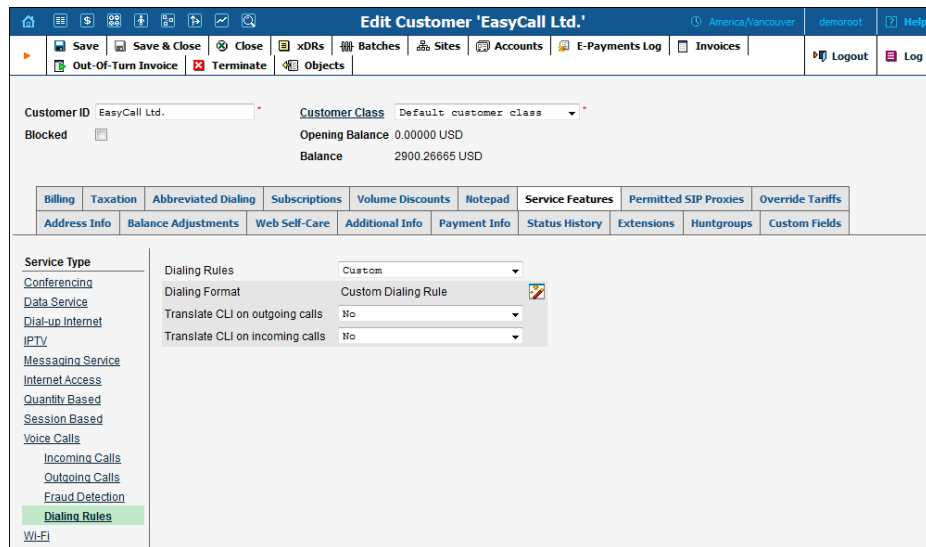 Edit Customer 'EasyCall Ltd.' America/Vancouver demoroot Help
Save Save & Close Close xDRs Batches Sites Accounts E-Payments Log Invoices
Out-Of-Turn Invoice Terminate Objects Logout Log
Customer ID EasyCall Ltd. * Customer Class Default customer class *
Blocked Opening Balance 0.00000 USD
Balance 2900.26665 USD
Billing Taxation Abbreviated Dialing Subscriptions Volume Discounts Notepad Service Features Permitted SIP Proxies Override Tariffs
Address Info Balance Adjustments Web Self-Care Additional Info Payment Info Status History Extensions Huntgroups Custom Fields
Service Type
Dialing Rules Custom
Conferencing
Dialing Format Custom Dialing Rule
Data Service
Translate CLI on outgoing calls No
Dial-up Internet
Translate CLI on incoming calls No
IPTV
Messaging Service
Internet Access
Quantity Based
Session Based
Voice Calls
Incoming Calls
Outgoing Calls
Fraud Detection
Dialing Rules
Wi-Fi